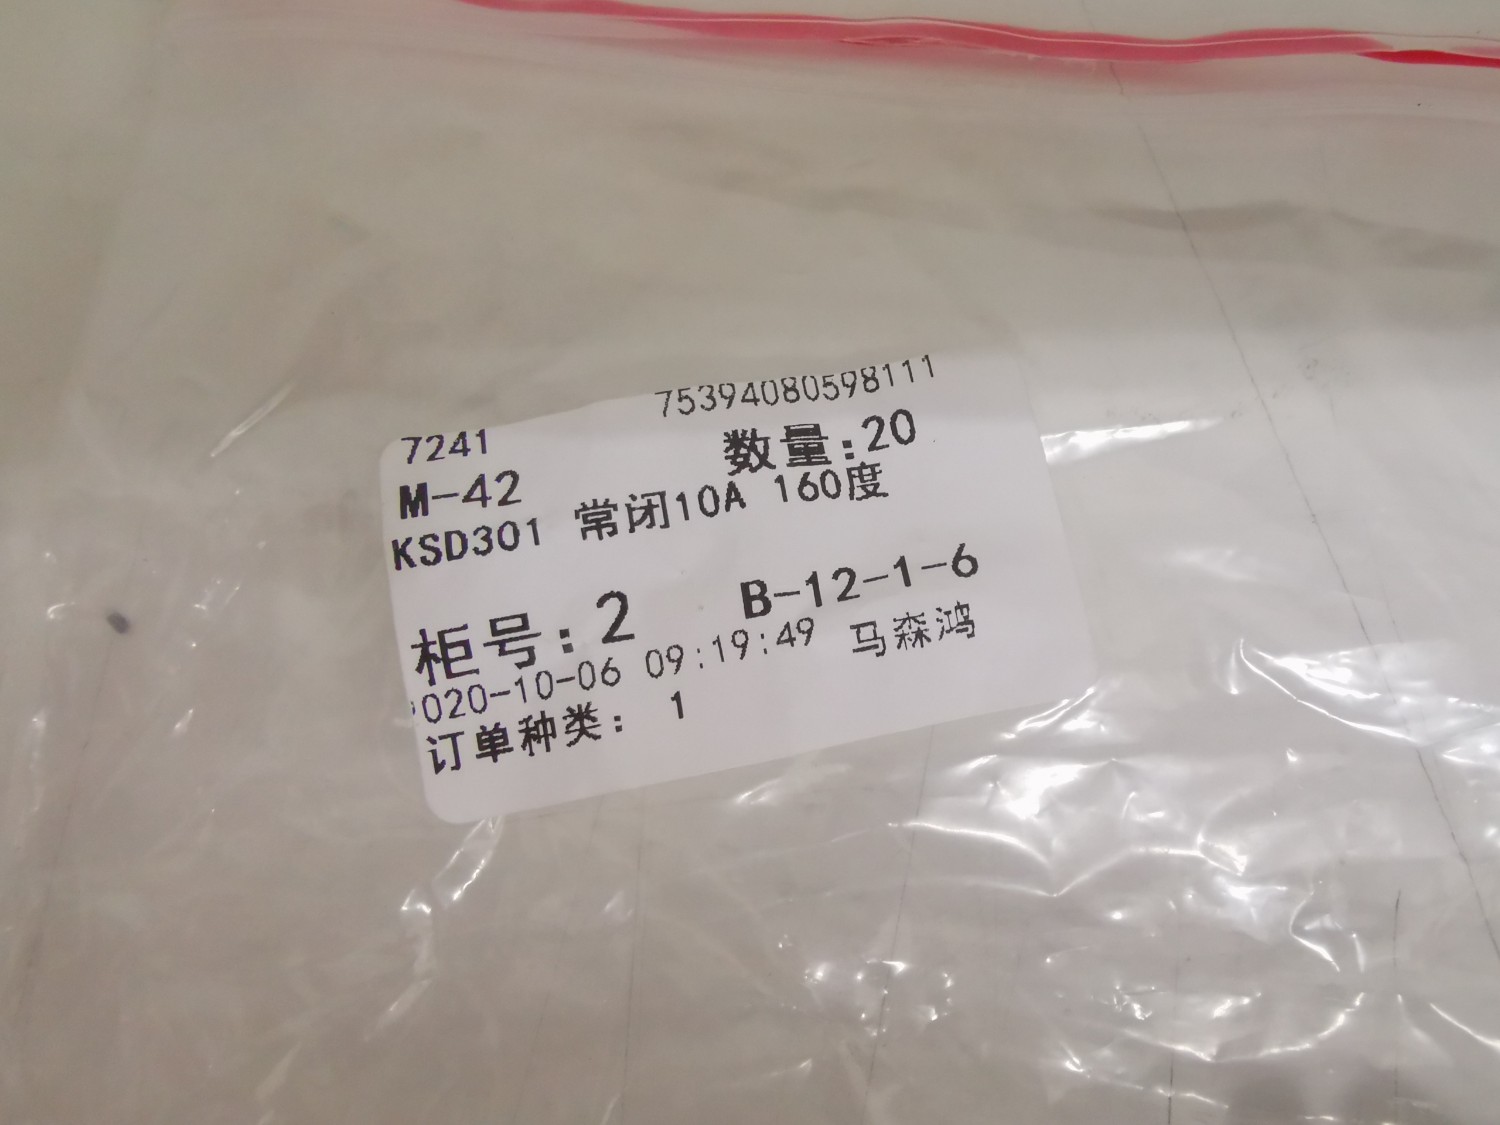 75394080598111
7241
数量:20
M-42
KSD301 常闭10A 160度
柜号:2 B-12-1-6
020-10-06 09:19:49 马森鸿
订单种类: 1